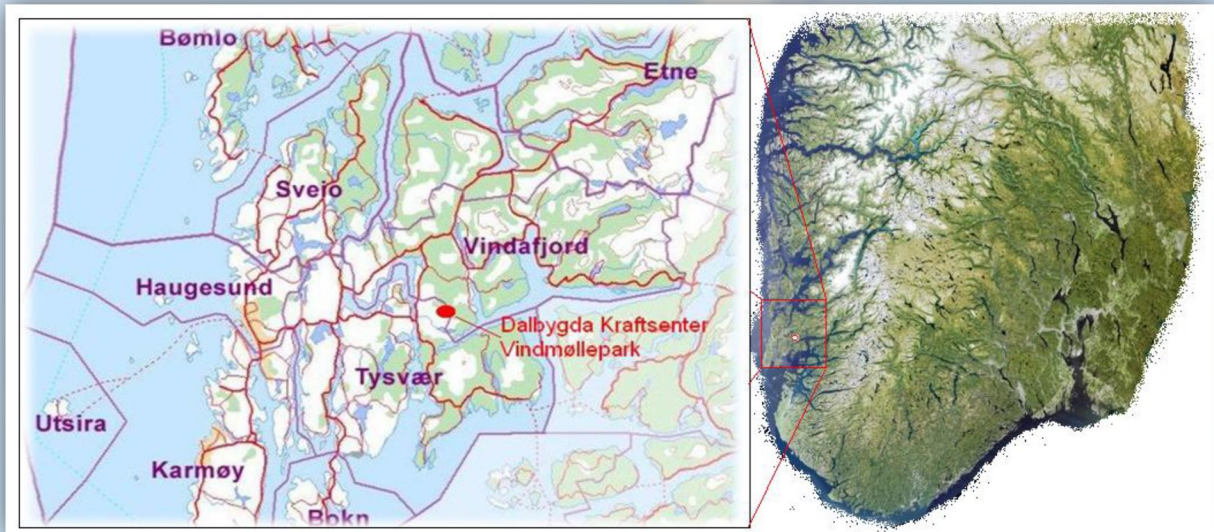 Bømlo
Etne
Sveio
Vindafjord
Haugesund
Dalbygda Kraftsenter
Vindmøllepark
Tysvær
Utsira
Karmøy
Bokn